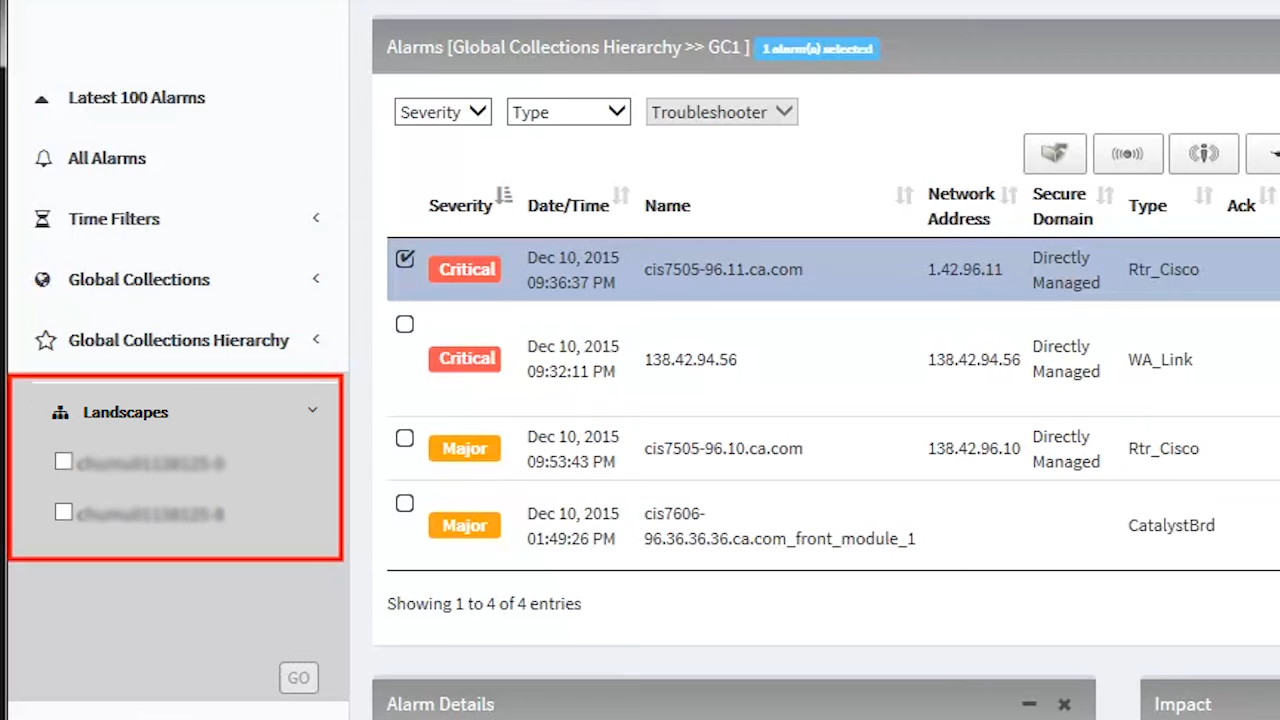 Latest 100 Alarms
All Alarms
Time Filters
Global Collections
Global Collections Hierarchy
Landscapes
GO
Alarms [Global Collections Hierarchy >> GC1 ] 1 alarm(s) selected
Severity Type Troubleshooter
Severity Date/Time Name Network Address Secure Domain Type Ack
Critical Dec 10, 2015 09:36:37 PM cis7505-96.11.ca.com 1.42.96.11 Directly Managed Rtr_Cisco
Critical Dec 10, 2015 09:32:11 PM 138.42.94.56 138.42.94.56 Directly Managed WA_Link
Major Dec 10, 2015 09:53:43 PM cis7505-96.10.ca.com 138.42.96.10 Directly Managed Rtr_Cisco
Major Dec 10, 2015 01:49:26 PM cis7606-96.36.36.36.ca.com_front_module_1 CatalystBrd
Showing 1 to 4 of 4 entries
Alarm Details
Impact